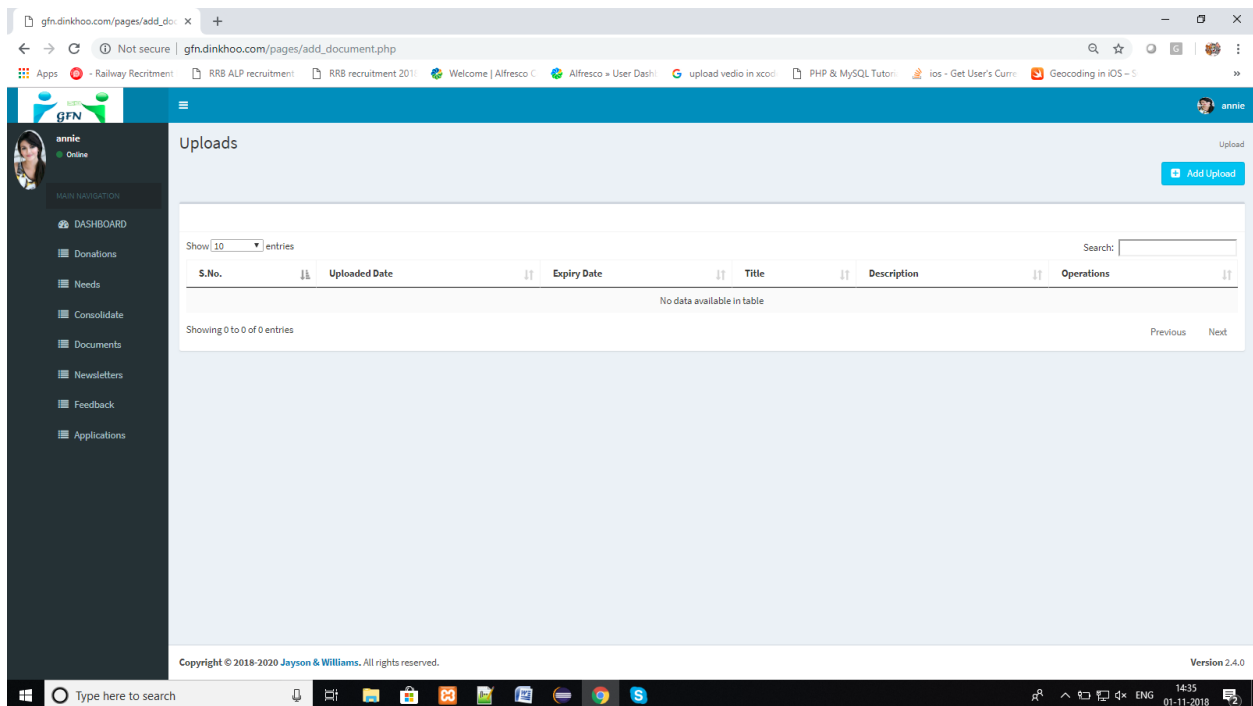 gfn.dinkhoo.com/pages/add_doc
Not secure | gfn.dinkhoo.com/pages/add_document.php
Apps - Railway Recritment RRB ALP recruitment RRB recruitment 201 Welcome | Alfresco C Alfresco » User Dash G upload vedio in xcod PHP & MySQL Tutori ios - Get User's Curre Geocoding in iOS – S »
GFN
annie
annie
Online
Uploads
Upload
Add Upload
MAIN NAVIGATION
DASHBOARD
Donations
Needs
Consolidate
Documents
Newsletters
Feedback
Applications
Show 10 entries
Search:
S.No. Uploaded Date Expiry Date Title Description Operations
No data available in table
Showing 0 to 0 of 0 entries
Previous Next
Copyright © 2018-2020 Jayson & Williams. All rights reserved.
Version 2.4.0
Type here to search
ENG
14:35
01-11-2018